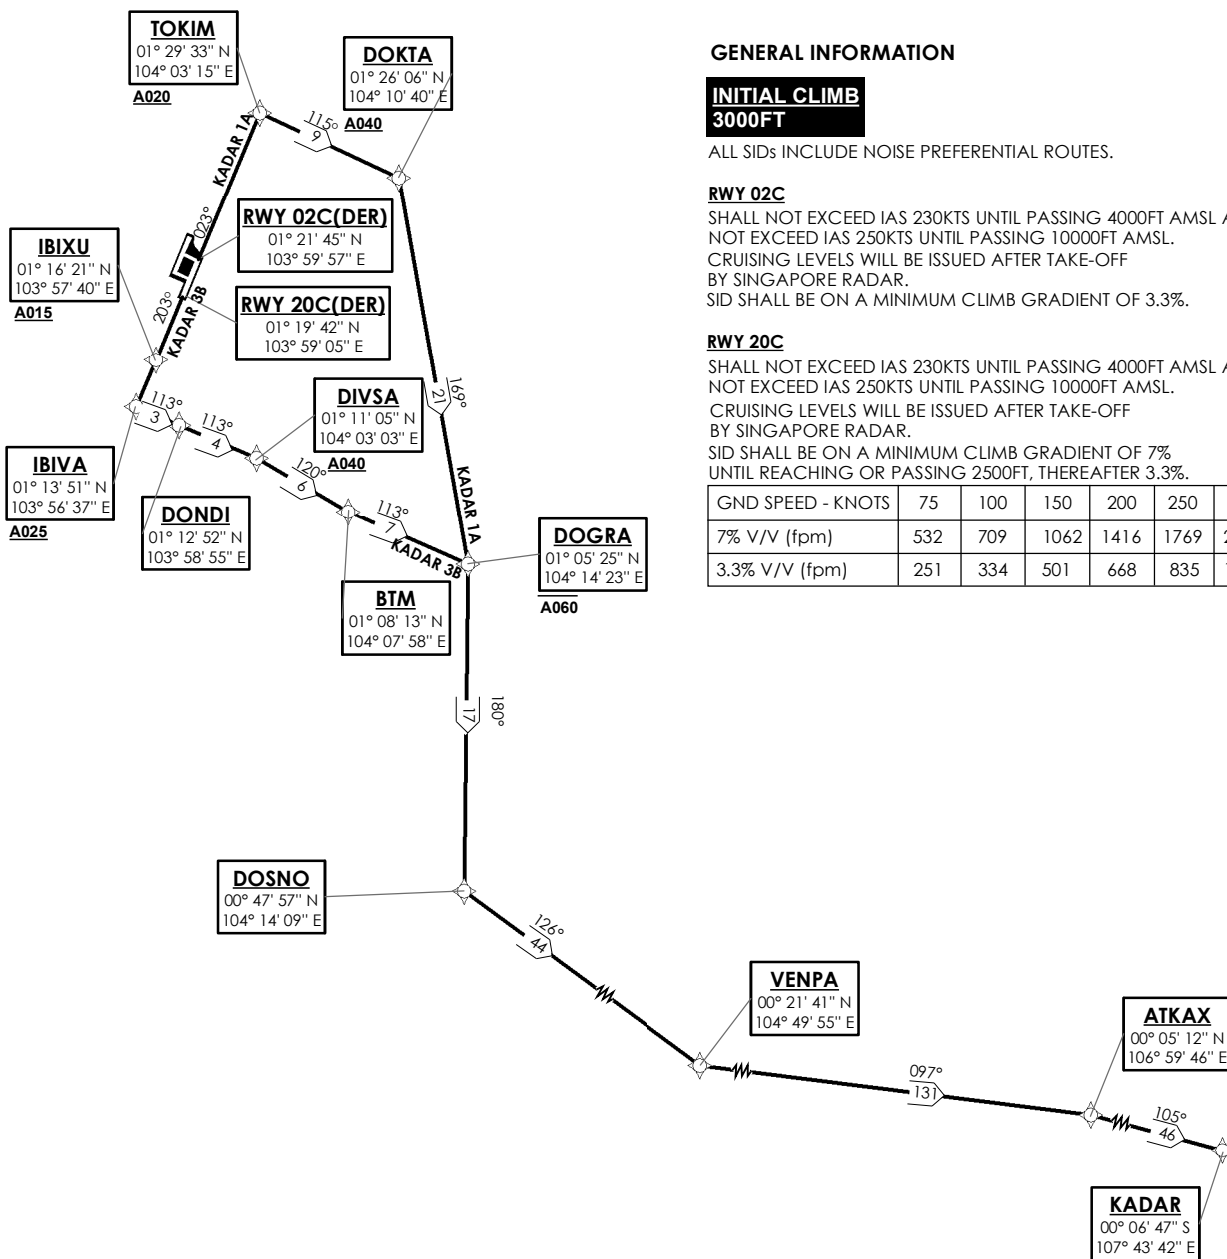 TOKIM
01° 29' 33" N
104° 03' 15" E
A020
DOKTA
01° 26' 06" N
104° 10' 40" E
A040
115°
9
KADAR 1A
023°
RWY 02C(DER)
01° 21' 45" N
103° 59' 57" E
IBIXU
01° 16' 21" N
103° 57' 40" E
A015
203°
KADAR 3B
RWY 20C(DER)
01° 19' 42" N
103° 59' 05" E
DIVSA
01° 11' 05" N
104° 03' 03" E
A040
169°
21
KADAR 1A
113°
3
113°
4
120°
6
113°
7
KADAR 3B
IBIVA
01° 13' 51" N
103° 56' 37" E
A025
DONDI
01° 12' 52" N
103° 58' 55" E
BTM
01° 08' 13" N
104° 07' 58" E
DOGRA
01° 05' 25" N
104° 14' 23" E
A060
180°
17
DOSNO
00° 47' 57" N
104° 14' 09" E
126°
44
VENPA
00° 21' 41" N
104° 49' 55" E
097°
131
ATKAX
00° 05' 12" N
106° 59' 46" E
105°
46
KADAR
00° 06' 47" S
107° 43' 42" E
GENERAL INFORMATION
INITIAL CLIMB
3000FT
ALL SIDs INCLUDE NOISE PREFERENTIAL ROUTES.
RWY 02C
SHALL NOT EXCEED IAS 230KTS UNTIL PASSING 4000FT AMSL
NOT EXCEED IAS 250KTS UNTIL PASSING 10000FT AMSL.
CRUISING LEVELS WILL BE ISSUED AFTER TAKE-OFF
BY SINGAPORE RADAR.
SID SHALL BE ON A MINIMUM CLIMB GRADIENT OF 3.3%.
RWY 20C
SHALL NOT EXCEED IAS 230KTS UNTIL PASSING 4000FT AMSL
NOT EXCEED IAS 250KTS UNTIL PASSING 10000FT AMSL.
CRUISING LEVELS WILL BE ISSUED AFTER TAKE-OFF
BY SINGAPORE RADAR.
SID SHALL BE ON A MINIMUM CLIMB GRADIENT OF 7%
UNTIL REACHING OR PASSING 2500FT, THEREAFTER 3.3%.
GND SPEED - KNOTS 75 100 150 200 250
7% V/V (fpm) 532 709 1062 1416 1769
3.3% V/V (fpm) 251 334 501 668 835